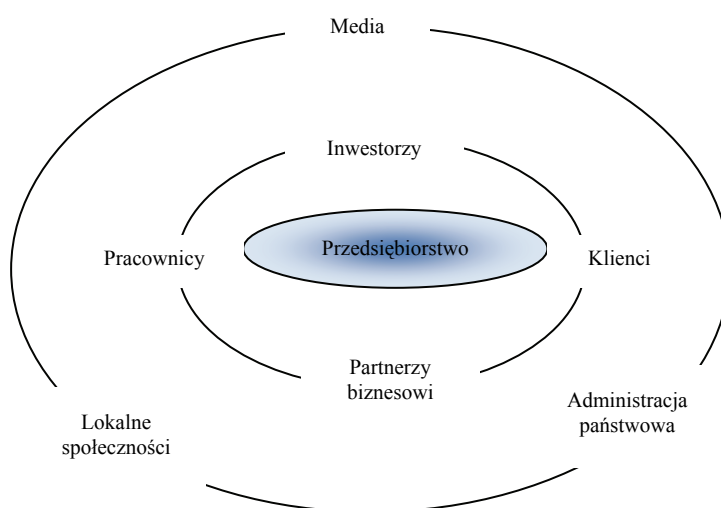 Media
Inwestorzy
Pracownicy
Przedsiębiorstwo
Klienci
Partnerzy
biznesowi
Lokalne
społeczności
Administracja
państwowa